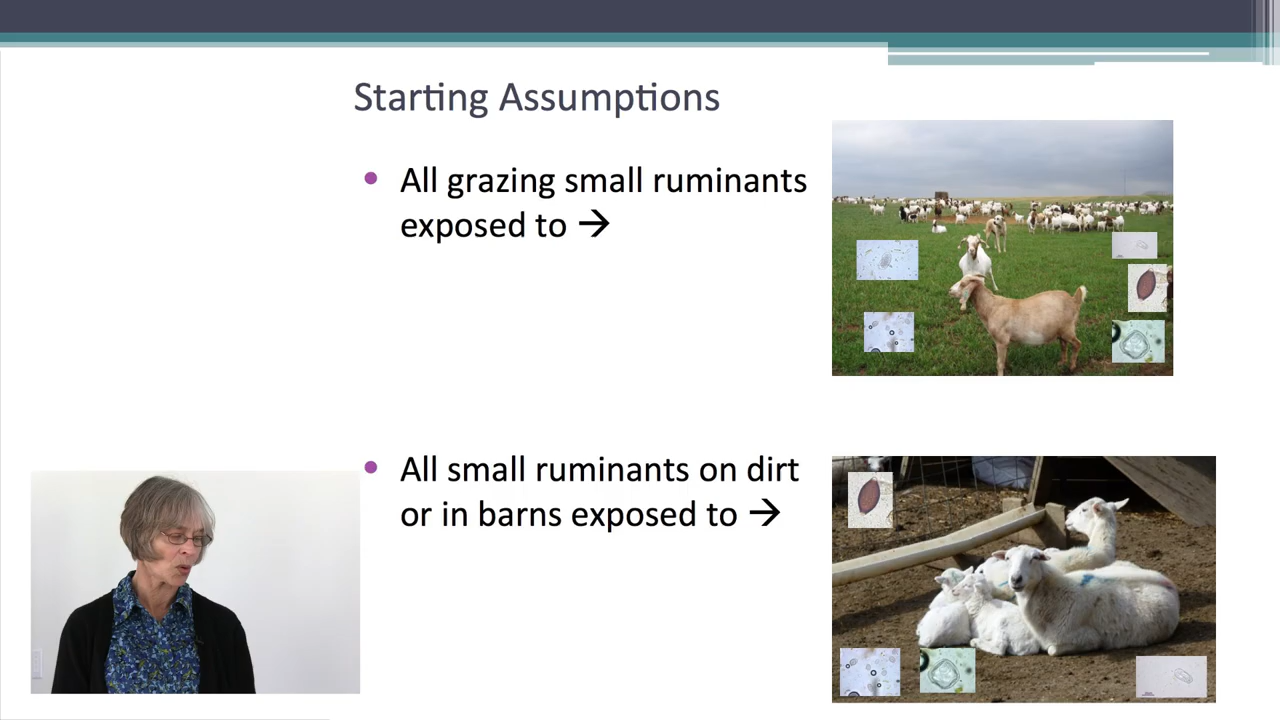 Starting Assumptions
• All grazing small ruminants
exposed to →
• All small ruminants on dirt
or in barns exposed to →